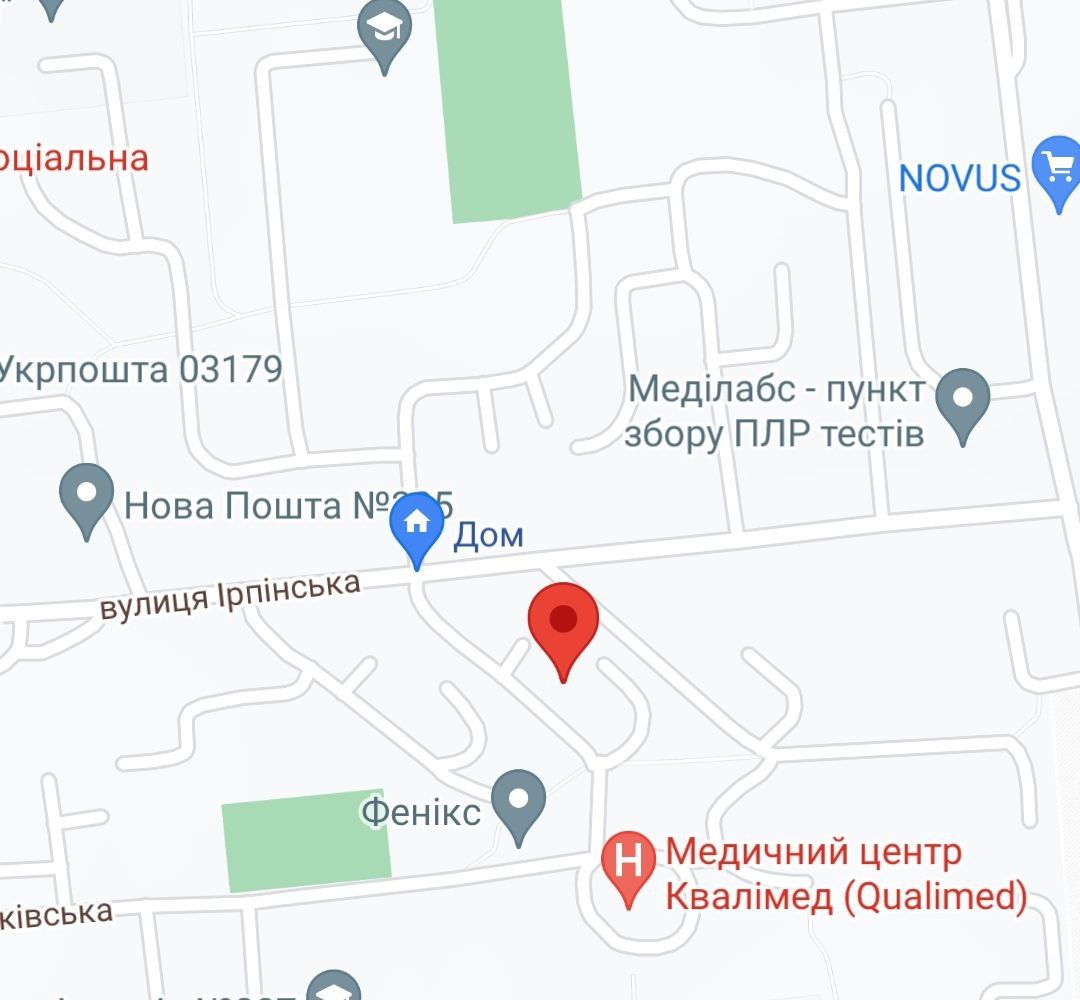 оціальна
NOVUS
Укрпошта 03179
Меділабс - пункт
збору ПЛР тестів
Нова Пошта
Дом
вулиця Ірпінська
Фенікс
Медичний центр
Квалімед (Qualimed)
ківська